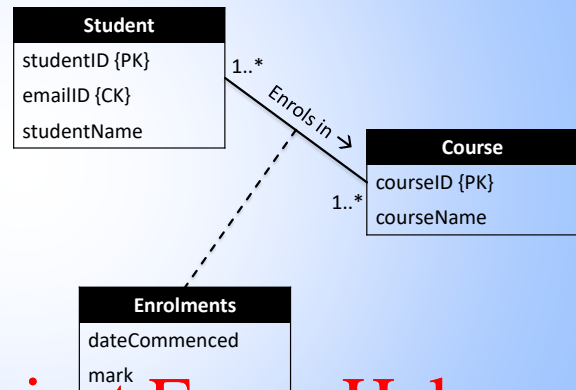 Student
studentID {PK}
emailID {CK}
studentName
1..*
Enrols in →
Course
courseID {PK}
courseName
1..*
Enrolments
dateCommenced
mark